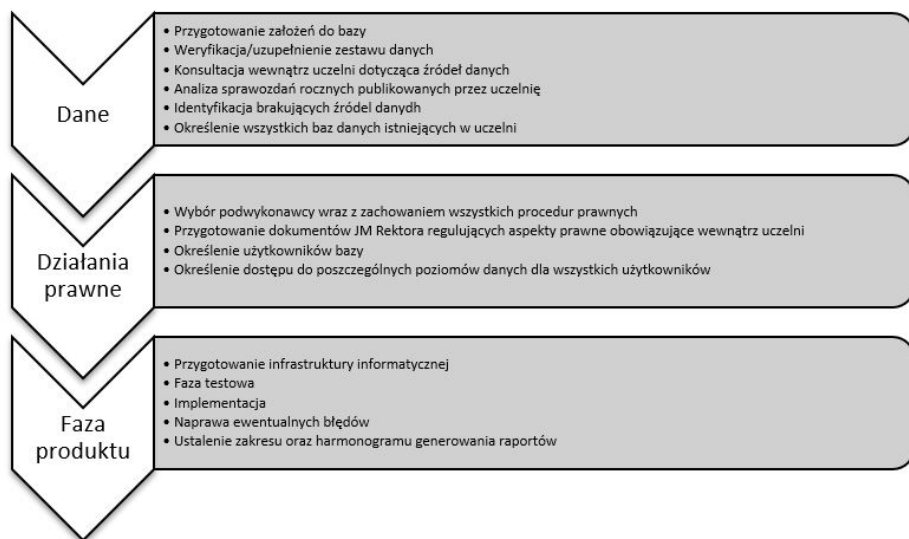 Dane
• Przygotowanie założeń do bazy
• Weryfikacja/uzupełnienie zestawu danych
• Konsultacja wewnątrz uczelni dotycząca źródeł danych
• Analiza sprawozdań rocznych publikowanych przez uczelnię
• Identyfikacja brakujących źródel danydh
• Określenie wszystkich baz danych istniejących w uczelni
Działania
prawne
• Wybór podwykonawcy wraz z zachowaniem wszystkich procedur prawnych
• Przygotowanie dokumentów JM Rektora regulujących aspekty prawne obowiązujące wewnątrz uczelni
• Określenie użytkowników bazy
• Określenie dostępu do poszczególnych poziomów danych dla wszystkich użytkowników
Faza
produktu
• Przygotowanie infrastruktury informatycznej
• Faza testowa
• Implementacja
• Naprawa ewentualnych błędów
• Ustalenie zakresu oraz harmonogramu generowania raportów